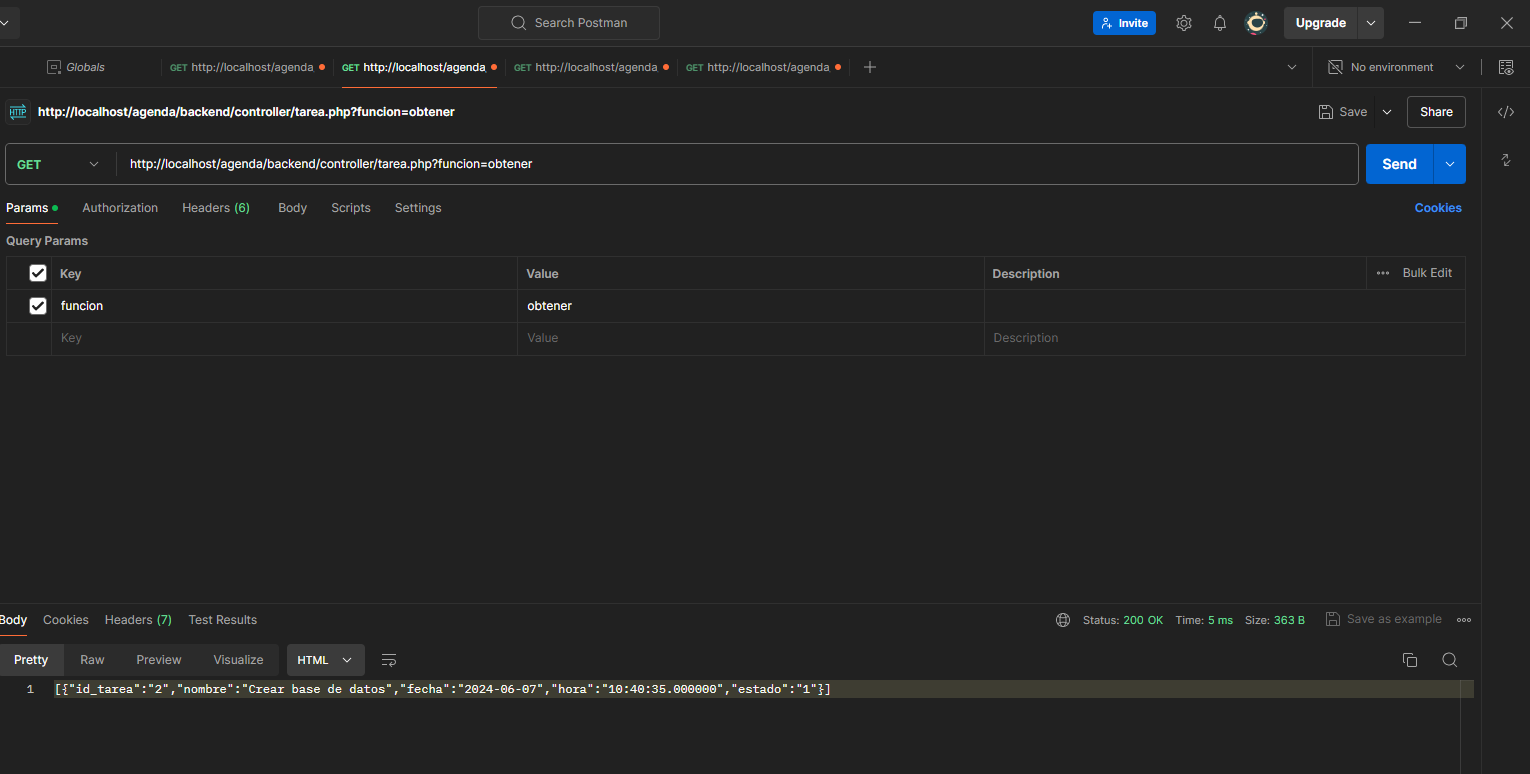 Search Postman
Invite
Upgrade
Globals
GET http://localhost/agenda
GET http://localhost/agenda
GET http://localhost/agenda
GET http://localhost/agenda
No environment
HTTP http://localhost/agenda/backend/controller/tarea.php?funcion=obtener
Save
Share
GET
http://localhost/agenda/backend/controller/tarea.php?funcion=obtener
Send
Params
Authorization
Headers (6)
Body
Scripts
Settings
Cookies
Query Params
Key Value Description ••• Bulk Edit
funcion obtener
Key Value Description
Body Cookies Headers (7) Test Results
Status: 200 OK Time: 5 ms Size: 363 B
Save as example
Pretty Raw Preview Visualize HTML
1 [{"id_tarea":"2","nombre":"Crear base de datos","fecha":"2024-06-07","hora":"10:40:35.000000","estado":"1"}]